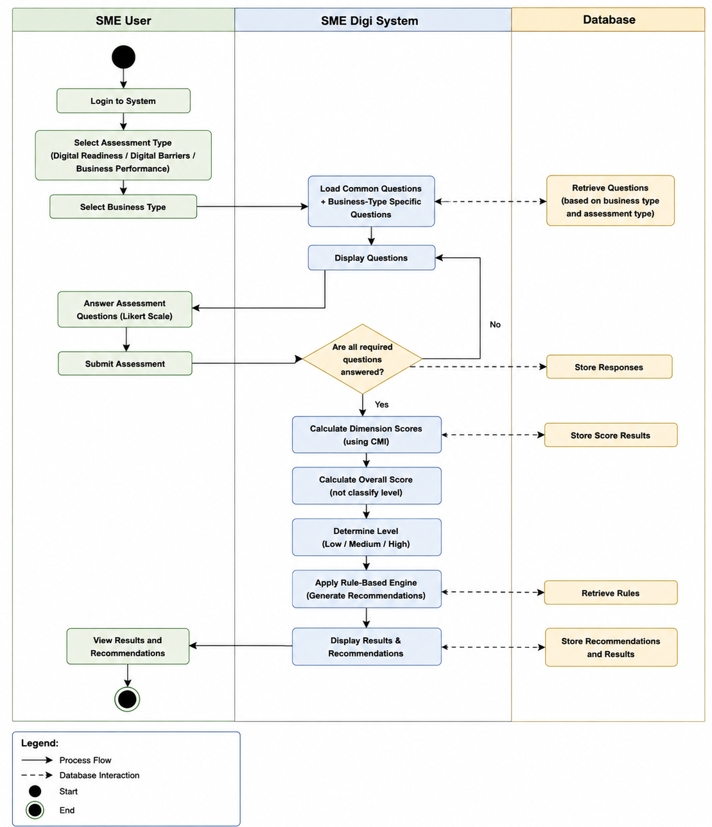 SME User
SME Digi System
Database
Login to System
Select Assessment Type
(Digital Readiness / Digital Barriers /
Business Performance)
Select Business Type
Load Common Questions
+ Business-Type Specific
Questions
Retrieve Questions
(based on business type
and assessment type)
Display Questions
Answer Assessment
Questions (Likert Scale)
No
Submit Assessment
Are all required
questions
answered?
Store Responses
Yes
Calculate Dimension Scores
(using CMI)
Store Score Results
Calculate Overall Score
(not classify level)
Determine Level
(Low / Medium / High)
Apply Rule-Based Engine
(Generate Recommendations)
Retrieve Rules
View Results and
Recommendations
Display Results &
Recommendations
Store Recommendations
and Results
Legend:
Process Flow
Database Interaction
Start
End